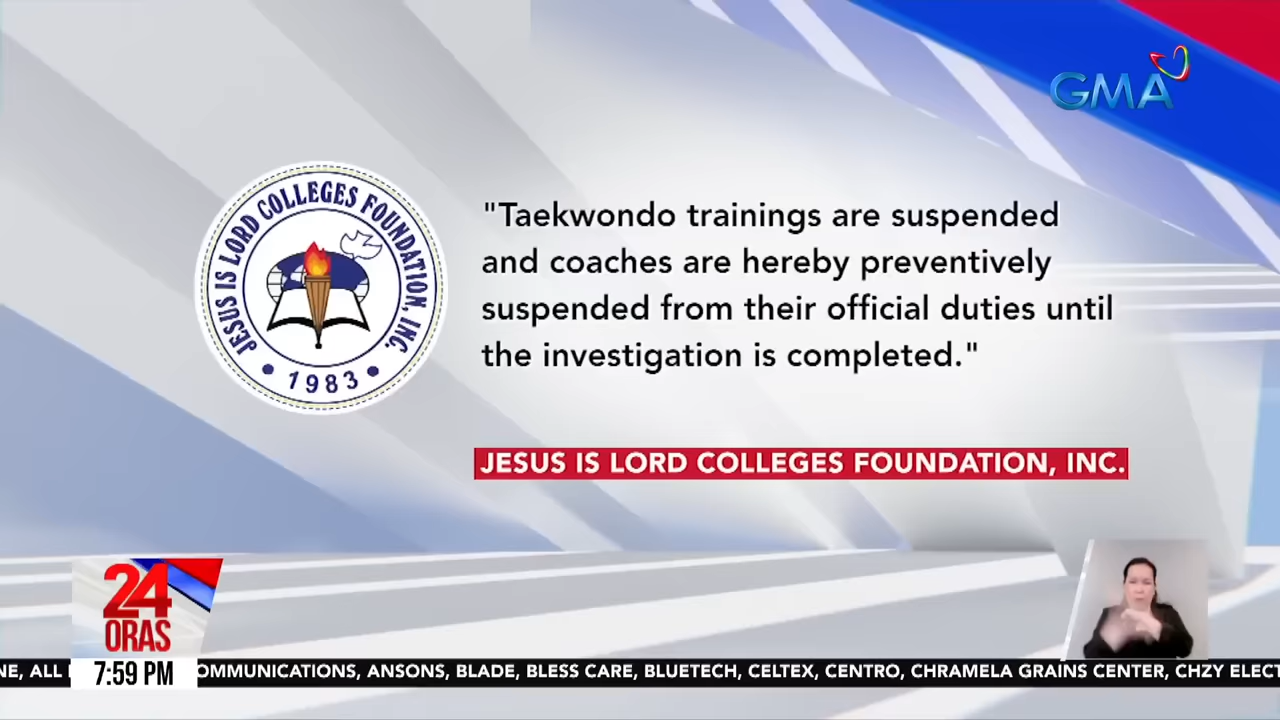 GMA
JESUS IS LORD COLLEGES FOUNDATION, INC.
1983
"Taekwondo trainings are suspended
and coaches are hereby preventively
suspended from their official duties until
the investigation is completed."
JESUS IS LORD COLLEGES FOUNDATION, INC.
24
ORAS
7:59 PM
OMMUNICATIONS, ANSONS, BLADE, BLESS CARE, BLUETECH, CELTEX, CENTRO, CHRAMELA GRAINS CENTER, CHZY ELECT